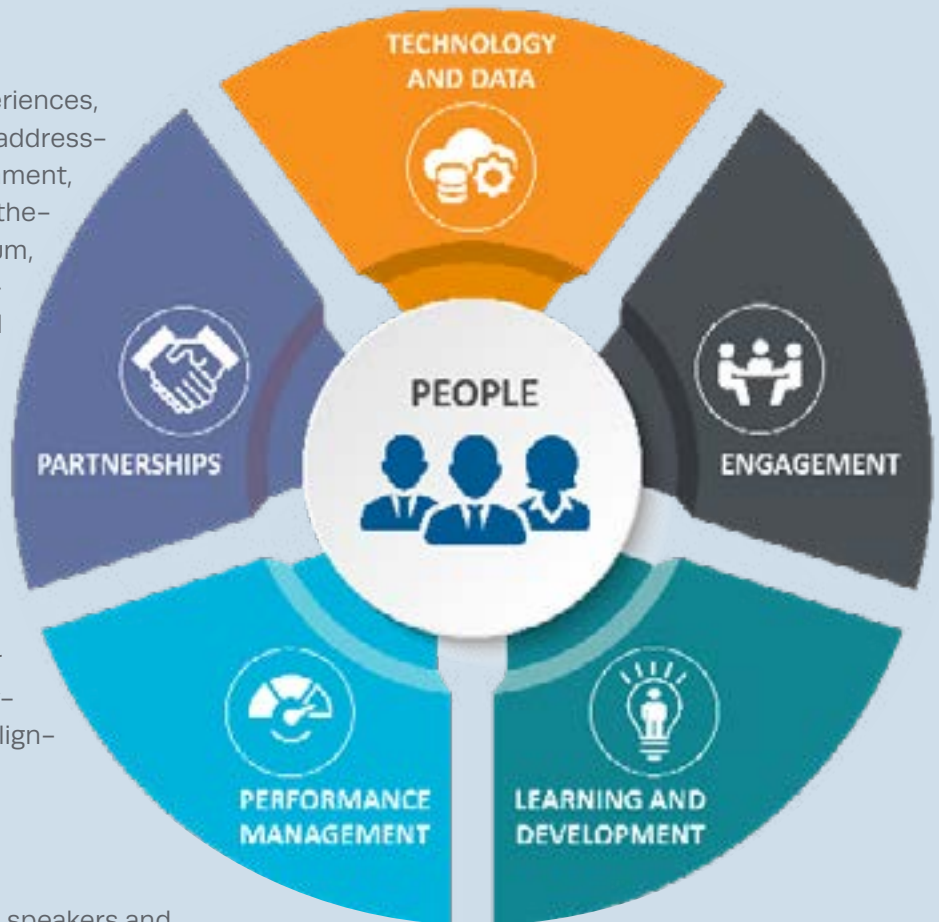 eriences,
address-
ment,
the-
um,
TECHNOLOGY
AND DATA
PARTNERSHIPS
PEOPLE
ENGAGEMENT
lign-
PERFORMANCE
MANAGEMENT
LEARNING AND
DEVELOPMENT
speakers and